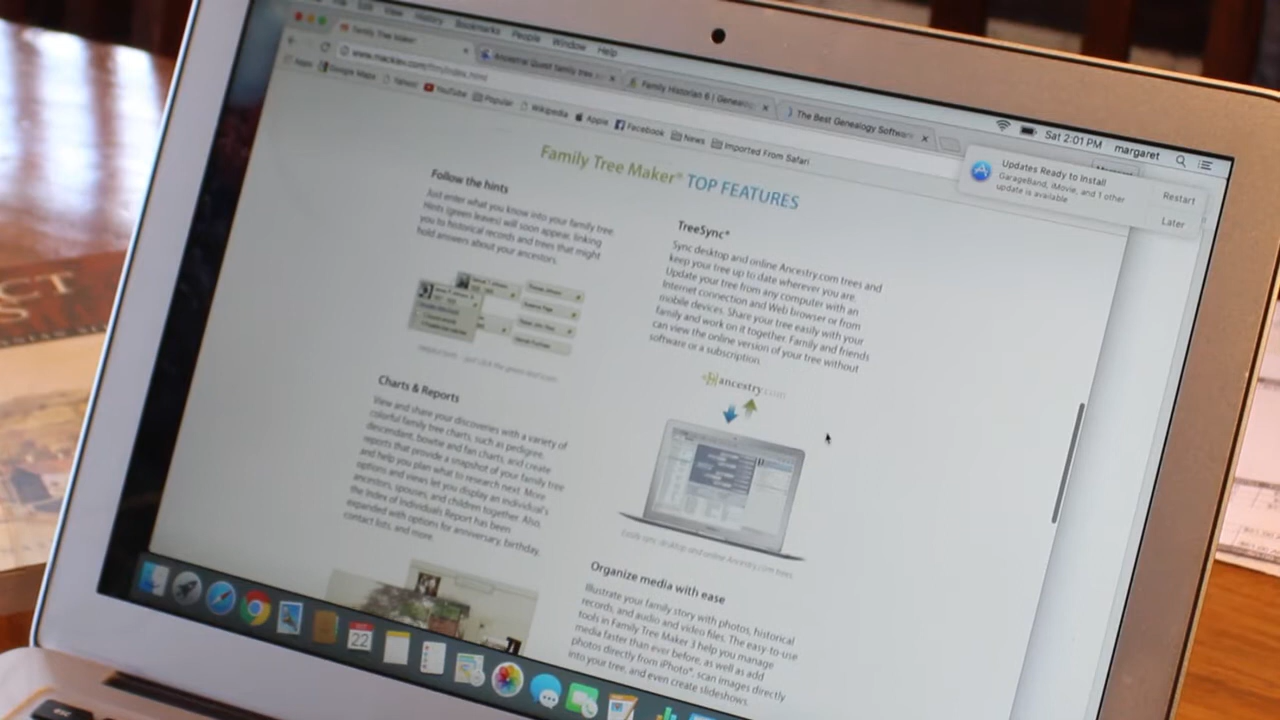 Edit View History Bookmarks People Window Help
Sat 2:01 PM margaret
Family Tree Maker
Ancestral Quest family tree
Family Historian 6 | Genealog
The Best Genealogy Software
Apps Google Maps Yahoo! YouTube Popular Wikipedia Apple Facebook News Imported From Safari
Updates Ready to Install
GarageBand, iMovie, and 1 other
update is available
Restart
Later
Family Tree Maker® TOP FEATURES
Follow the hints
Just enter what you know into your family tree.
Hints (green leaves) will soon appear, linking
you to historical records and trees that might
hold answers about your ancestors.
Charts & Reports
View and share your discoveries with a variety of
colorful family tree charts, such as pedigree,
descendant, bowtie and fan charts, and create
reports that provide a snapshot of your family tree
and help you plan what to research next. More
options and views let you display an individual's
ancestors, spouses, and children together. Also,
the Index of Individuals Report has been
expanded with options for anniversary, birthday,
contact lists, and more.
TreeSync®
Sync desktop and online Ancestry.com trees and
keep your tree up to date wherever you are.
Update your tree from any computer with an
Internet connection and Web browser or from
mobile devices. Share your tree easily with your
family and work on it together. Family and friends
can view the online version of your tree without
software or a subscription.
ancestry.com
Easily sync desktop and online Ancestry.com trees
Organize media with ease
Illustrate your family story with photos, historical
records, and audio and video files. The easy-to-use
tools in Family Tree Maker 3 help you manage
media faster than ever before, as well as add
photos directly from iPhoto®, scan images directly
into your tree, and even create slideshows.
22
esc
CT
S